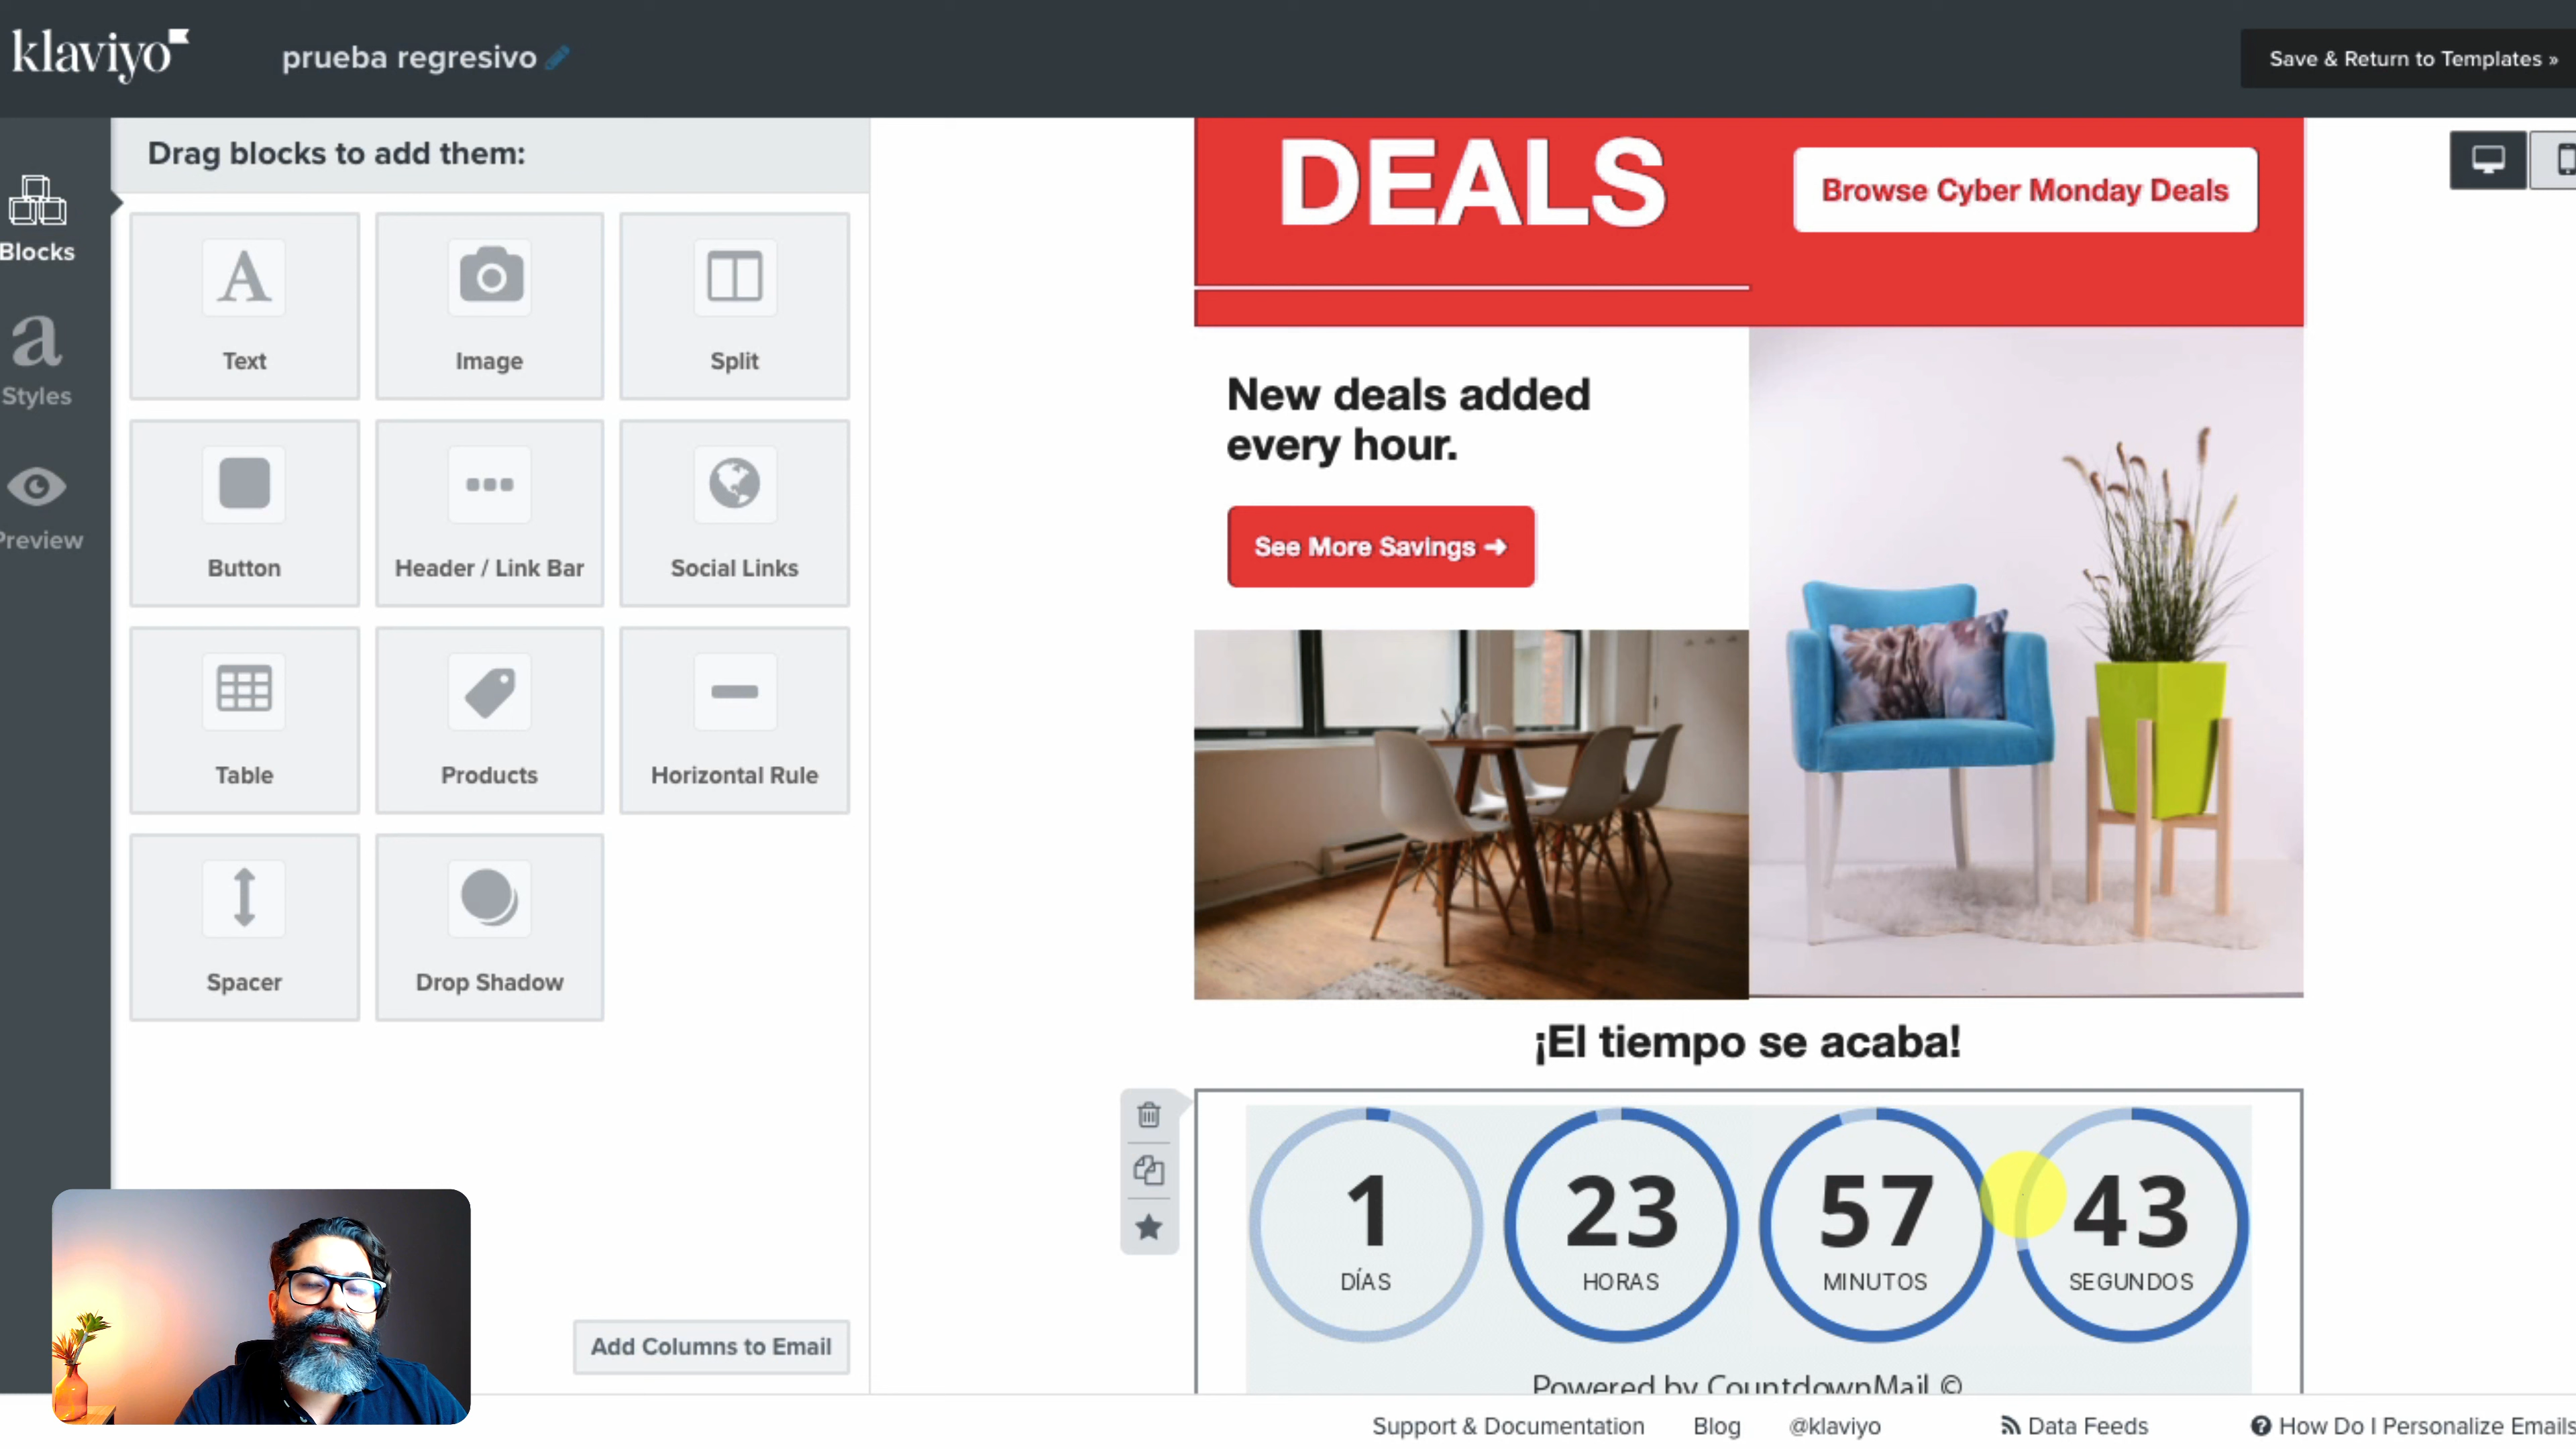 klaviyo
prueba regresivo
Save & Return to Templates »
Blocks
Styles
Preview
Drag blocks to add them:
Text
Image
Split
Button
Header / Link Bar
Social Links
Table
Products
Horizontal Rule
Spacer
Drop Shadow
Add Columns to Email
DEALS
Browse Cyber Monday Deals
New deals added
every hour.
See More Savings ➜
¡El tiempo se acaba!
1 23 57 43
DÍAS HORAS MINUTOS SEGUNDOS
Powered by CountdownMail ©
Support & Documentation Blog @klaviyo Data Feeds How Do I Personalize Emails